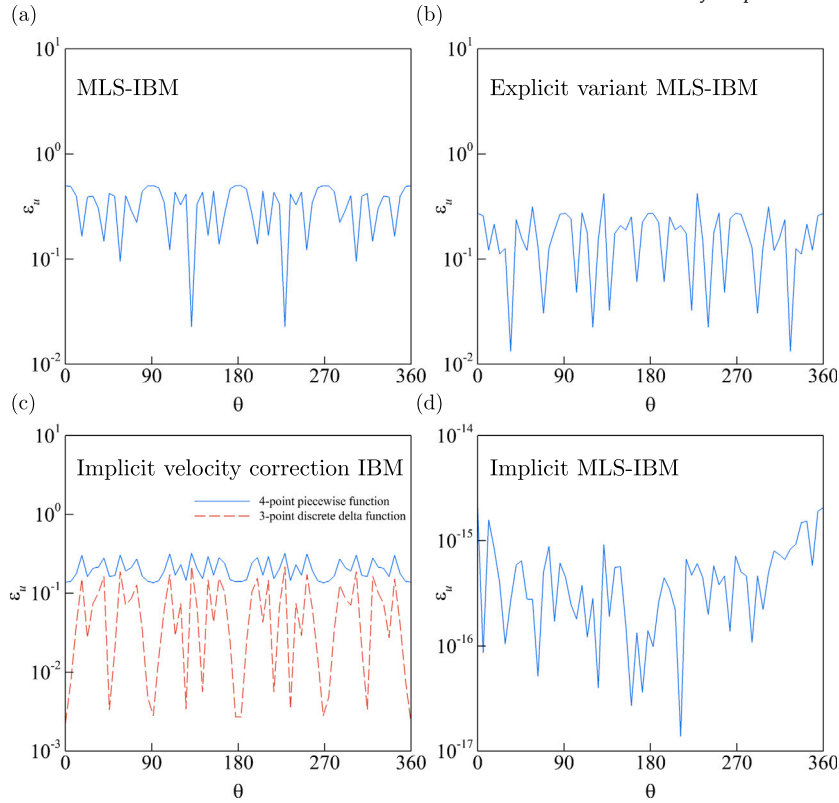 (a)
MLS-IBM
10^1
10^0
10^-1
10^-2
ε_u
0 90 180 270 360
θ
(b)
Explicit variant MLS-IBM
10^1
10^0
10^-1
10^-2
ε_u
0 90 180 270 360
θ
(c)
Implicit velocity correction IBM
4-point piecewise function
3-point discrete delta function
10^1
10^0
10^-1
10^-2
10^-3
ε_u
0 90 180 270 360
θ
(d)
Implicit MLS-IBM
10^-14
10^-15
10^-16
10^-17
ε_u
0 90 180 270 360
θ